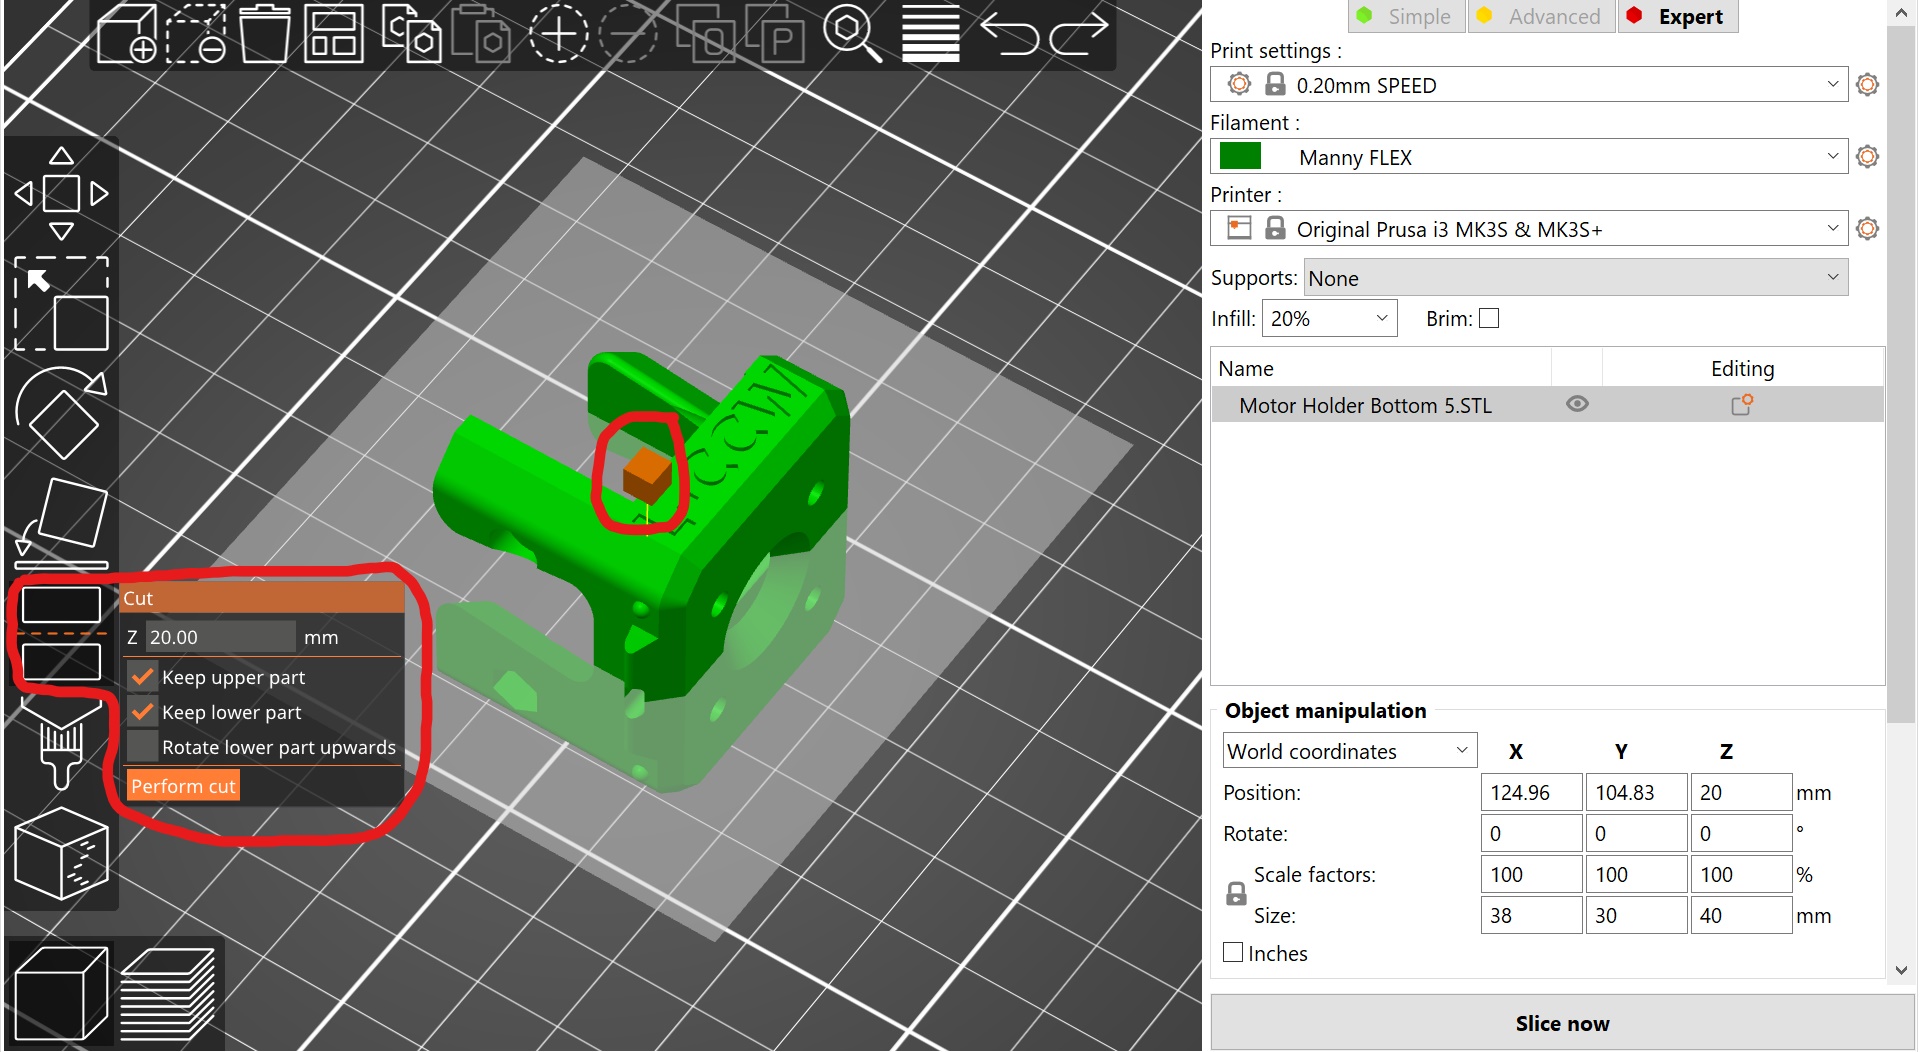 Simple Advanced Expert
Print settings :
0.20mm SPEED
Filament :
Manny FLEX
Printer :
Original Prusa i3 MK3S & MK3S+
Supports: None
Infill: 20% Brim:
Name Editing
Motor Holder Bottom 5.STL
Cut
Z 20.00 mm
Keep upper part
Keep lower part
Rotate lower part upwards
Perform cut
Object manipulation
World coordinates X Y Z
Position: 124.96 104.83 20 mm
Rotate: 0 0 0 °
Scale factors: 100 100 100 %
Size: 38 30 40 mm
Inches
Slice now